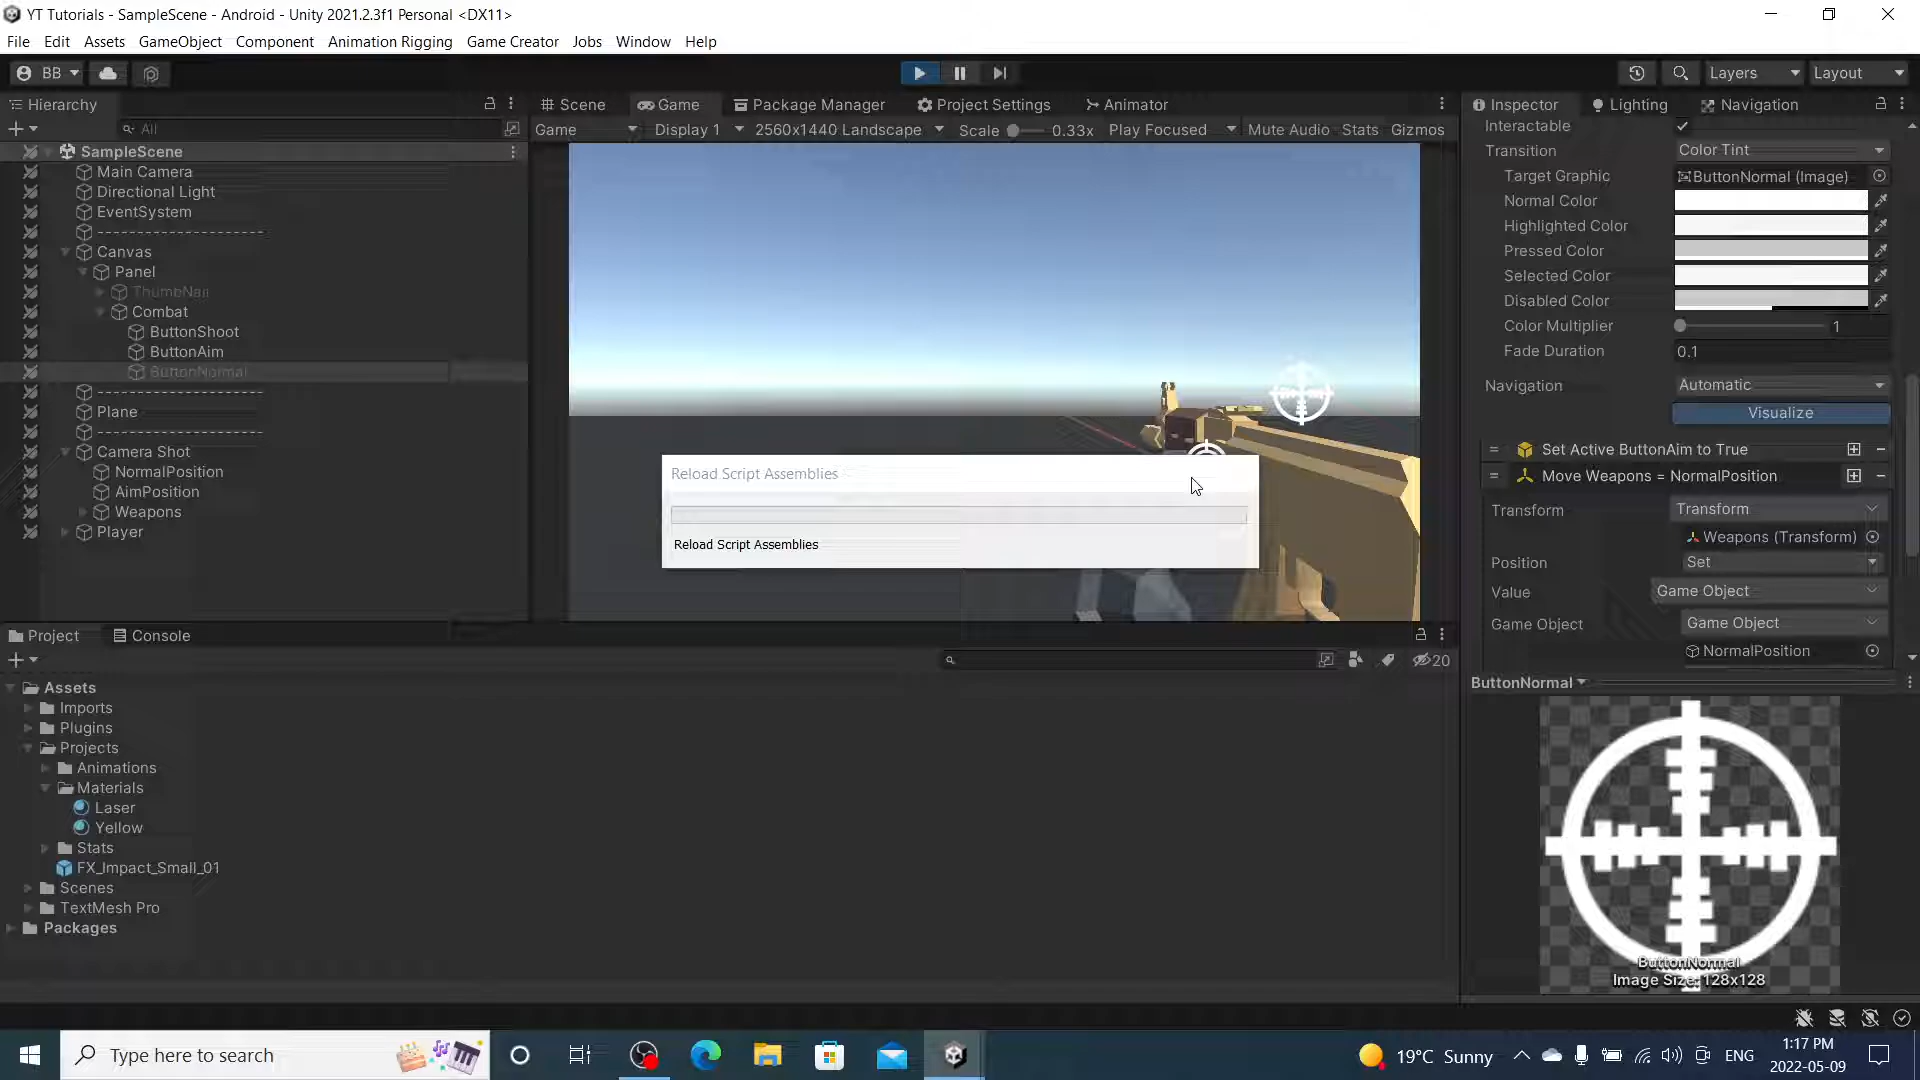 YT Tutorials - SampleScene - Android - Unity 2021.2.3f1 Personal <DX11>
File Edit Assets GameObject Component Animation Rigging Game Creator Jobs Window Help
BB Layers Layout
Hierarchy
All
SampleScene
Main Camera
Directional Light
EventSystem
--------------------
Canvas
Panel
ThumbNail
Combat
ButtonShoot
ButtonAim
ButtonNormal
--------------------
Plane
--------------------
Camera Shot
NormalPosition
AimPosition
Weapons
Player
Scene Game Package Manager Project Settings Animator
Game Display 1 2560x1440 Landscape Scale 0.33x Play Focused Mute Audio Stats Gizmos
Reload Script Assemblies
Reload Script Assemblies
Inspector Lighting Navigation
Interactable
Transition Color Tint
Target Graphic ButtonNormal (Image)
Normal Color
Highlighted Color
Pressed Color
Selected Color
Disabled Color
Color Multiplier 1
Fade Duration 0.1
Navigation Automatic
Visualize
Set Active ButtonAim to True
Move Weapons = NormalPosition
Transform Transform
Weapons (Transform)
Position Set
Value Game Object
Game Object Game Object
NormalPosition
ButtonNormal
ButtonNormal
Image Size: 128x128
Project Console
20
Assets
Imports
Plugins
Projects
Animations
Materials
Laser
Yellow
Stats
FX_Impact_Small_01
Scenes
TextMesh Pro
Packages
Type here to search
19°C Sunny
ENG
1:17 PM
2022-05-09